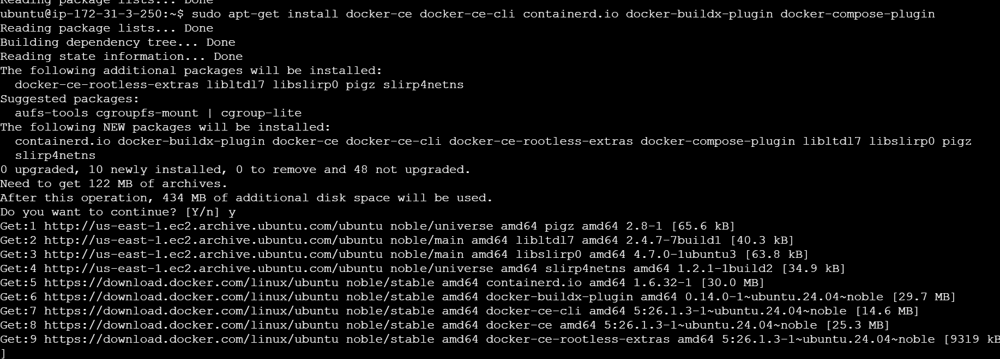 Reading package lists... Done
ubuntu@ip-172-31-3-250:~$ sudo apt-get install docker-ce docker-ce-cli containerd.io docker-buildx-plugin docker-compose-plugin
Reading package lists... Done
Building dependency tree... Done
Reading state information... Done
The following additional packages will be installed:
  docker-ce-rootless-extras libltdl7 libslirp0 pigz slirp4netns
Suggested packages:
  aufs-tools cgroupfs-mount | cgroup-lite
The following NEW packages will be installed:
  containerd.io docker-buildx-plugin docker-ce docker-ce-cli docker-ce-rootless-extras docker-compose-plugin libltdl7 libslirp0 pigz
  slirp4netns
0 upgraded, 10 newly installed, 0 to remove and 48 not upgraded.
Need to get 122 MB of archives.
After this operation, 434 MB of additional disk space will be used.
Do you want to continue? [Y/n] y
Get:1 http://us-east-1.ec2.archive.ubuntu.com/ubuntu noble/universe amd64 pigz amd64 2.8-1 [65.6 kB]
Get:2 http://us-east-1.ec2.archive.ubuntu.com/ubuntu noble/main amd64 libltdl7 amd64 2.4.7-7build1 [40.3 kB]
Get:3 http://us-east-1.ec2.archive.ubuntu.com/ubuntu noble/main amd64 libslirp0 amd64 4.7.0-1ubuntu3 [63.8 kB]
Get:4 http://us-east-1.ec2.archive.ubuntu.com/ubuntu noble/universe amd64 slirp4netns amd64 1.2.1-1build2 [34.9 kB]
Get:5 https://download.docker.com/linux/ubuntu noble/stable amd64 containerd.io amd64 1.6.32-1 [30.0 MB]
Get:6 https://download.docker.com/linux/ubuntu noble/stable amd64 docker-buildx-plugin amd64 0.14.0-1~ubuntu.24.04~noble [29.7 MB]
Get:7 https://download.docker.com/linux/ubuntu noble/stable amd64 docker-ce-cli amd64 5:26.1.3-1~ubuntu.24.04~noble [14.6 MB]
Get:8 https://download.docker.com/linux/ubuntu noble/stable amd64 docker-ce amd64 5:26.1.3-1~ubuntu.24.04~noble [25.3 MB]
Get:9 https://download.docker.com/linux/ubuntu noble/stable amd64 docker-ce-rootless-extras amd64 5:26.1.3-1~ubuntu.24.04~noble [9319 kB
]